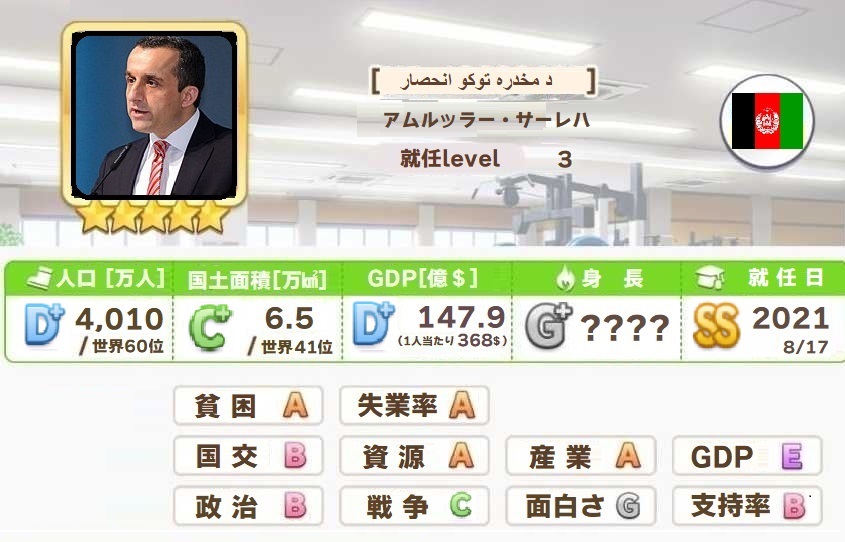 [د مخدره توکو انحصار]
アムルッラー・サーレハ
就任level 3
人口 [万人] 国土面積[万㎢] GDP[億$] 身長 就任日
D+ 4,010 C+ 6.5 D+ 147.9 G+ ???? SS 2021
/世界60位 /世界41位 (1人当たり368$) 8/17
貧困 A 失業率 A
国交 B 資源 A 産業 A GDP E
政治 B 戦争 C 面白さ G 支持率 B